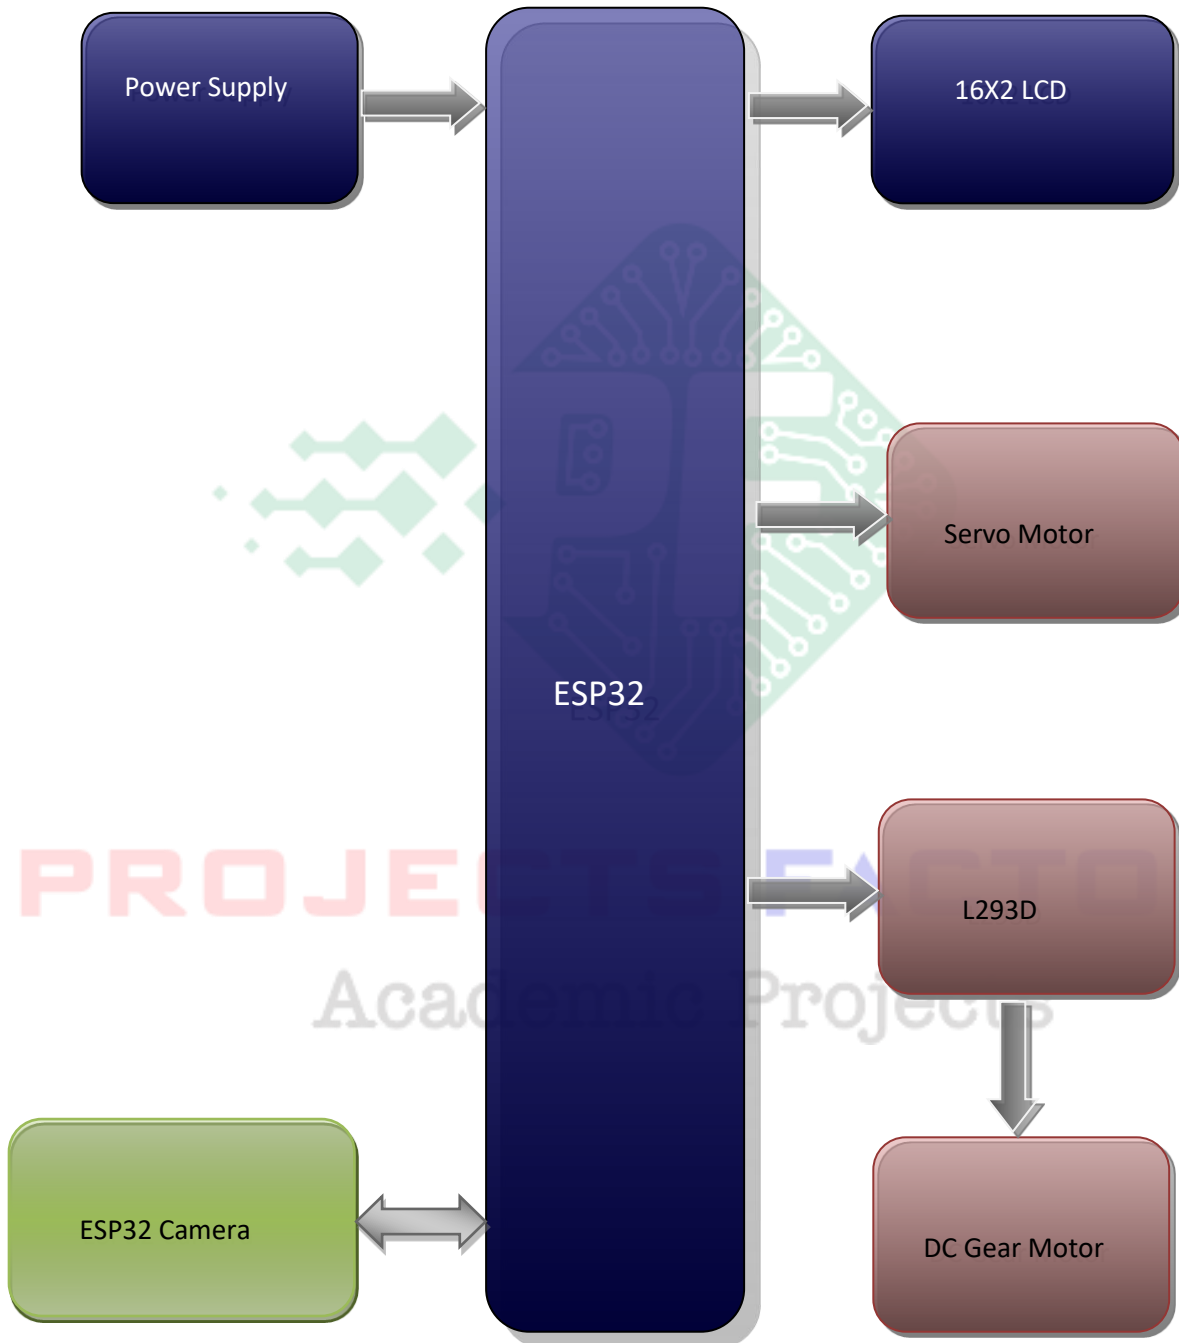 Power Supply
16X2 LCD
Servo Motor
ESP32
PROJECTS FACTO
L293D
Academic Projects
ESP32 Camera
DC Gear Motor